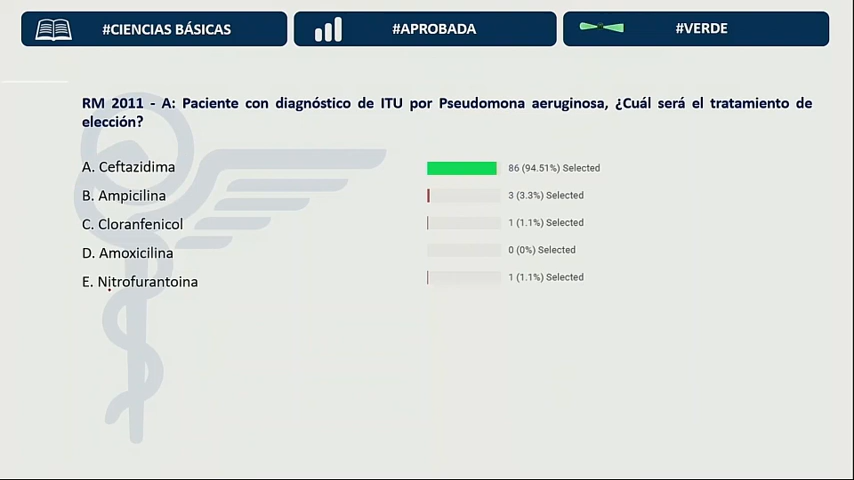 #CIENCIAS BÁSICAS
#APROBADA
#VERDE
RM 2011 - A: Paciente con diagnóstico de ITU por Pseudomona aeruginosa, ¿Cuál será el tratamiento de
elección?
A. Ceftazidima
86 (94.51%) Selected
B. Ampicilina
3 (3.3%) Selected
C. Cloranfenicol
1 (1.1%) Selected
D. Amoxicilina
0 (0%) Selected
E. Nitrofurantoina
1 (1.1%) Selected